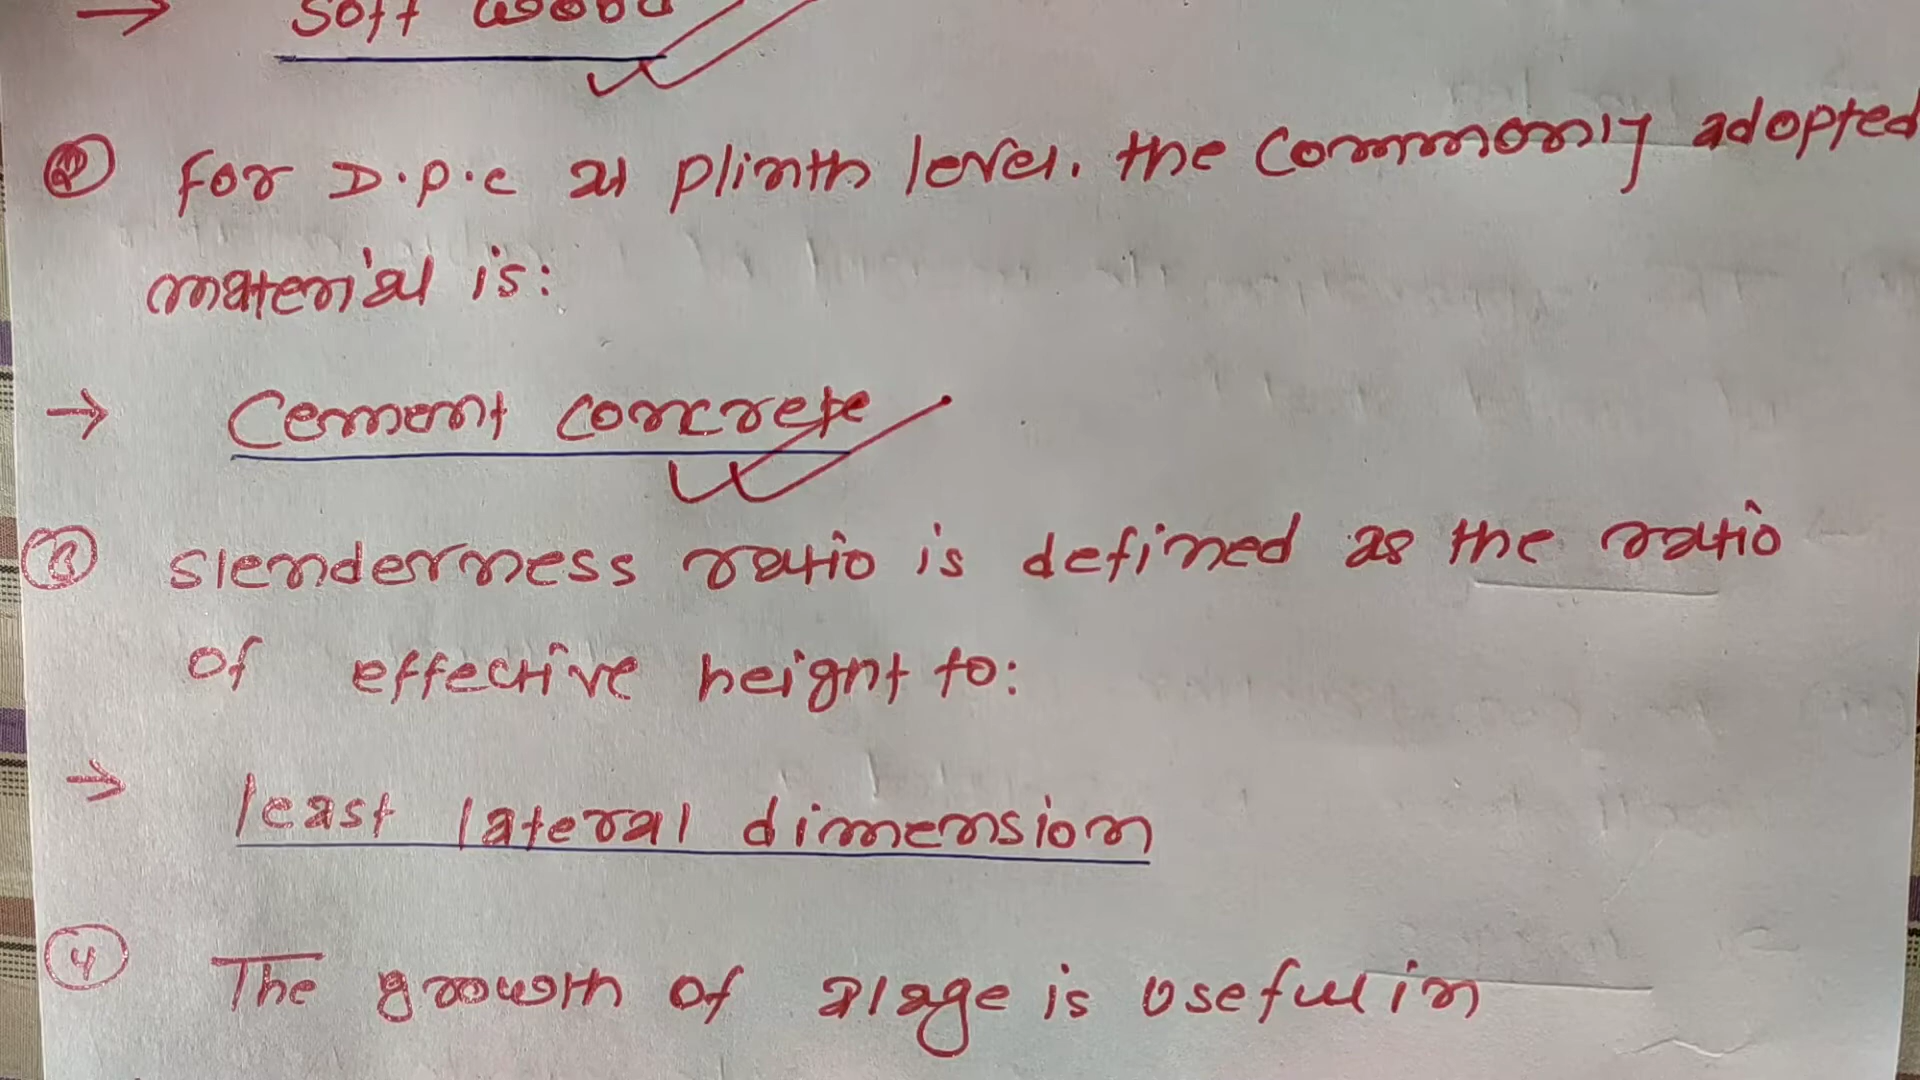 → Soft wood
② For D.P.C at plinth level. the commonly adopted
material is:
→ Cement concrete
③ slenderness ratio is defined as the ratio
of effective height to:
→ least lateral dimension
④ The growth of alage is useful in